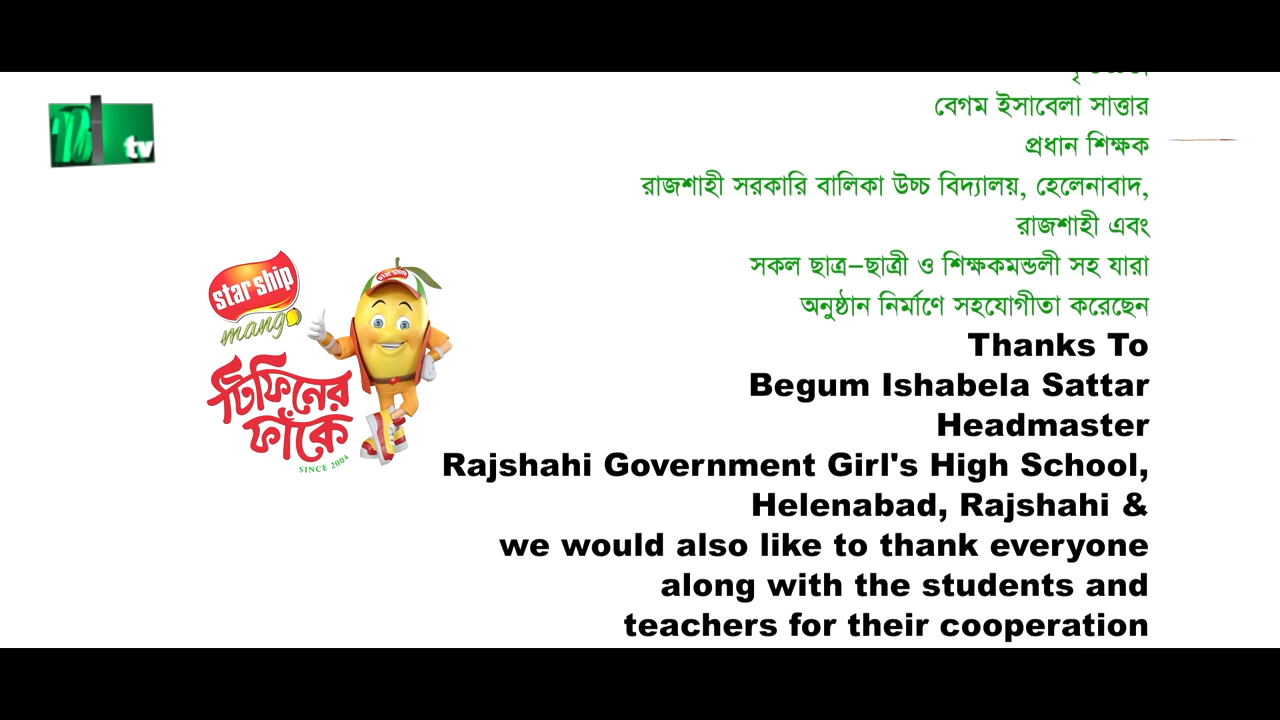 tv
বেগম ইসাবেলা সাত্তার
প্রধান শিক্ষক
রাজশাহী সরকারি বালিকা উচ্চ বিদ্যালয়, হেলেনাবাদ,
রাজশাহী এবং
সকল ছাত্র-ছাত্রী ও শিক্ষকমন্ডলী সহ যারা
অনুষ্ঠান নির্মাণে সহযোগীতা করেছেন
star ship
mango
star ship
টিফিনের
ফাঁকে
SINCE 2004
Thanks To
Begum Ishabela Sattar
Headmaster
Rajshahi Government Girl's High School,
Helenabad, Rajshahi &
we would also like to thank everyone
along with the students and
teachers for their cooperation